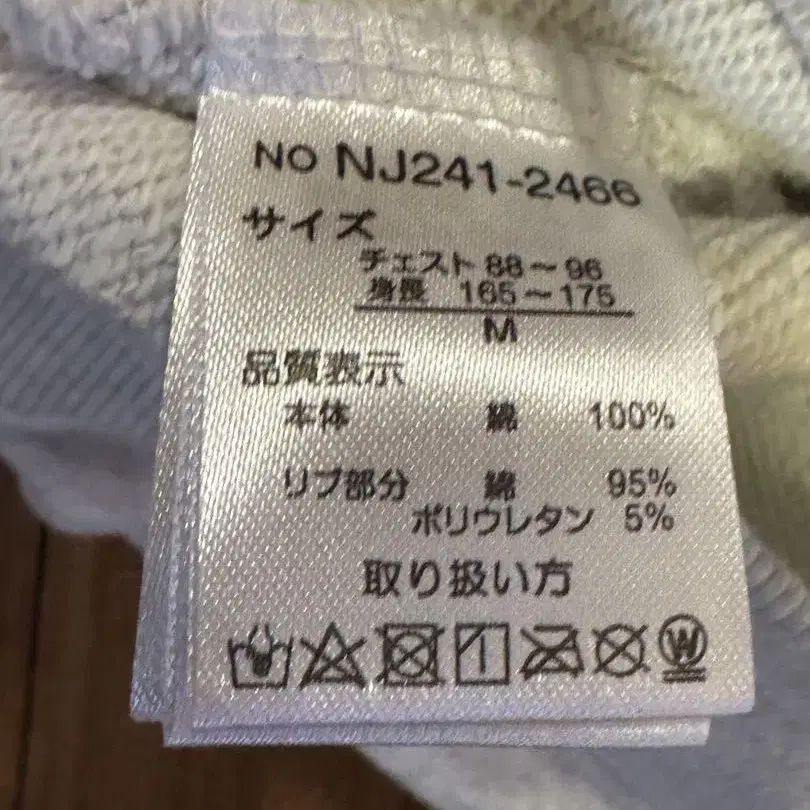 NO NJ241-2466
サイズ
チェスト 88～96
身長 165～175
M
品質表示
本体 綿 100%
リブ部分 綿 95%
ポリウレタン 5%
取り扱い方
W